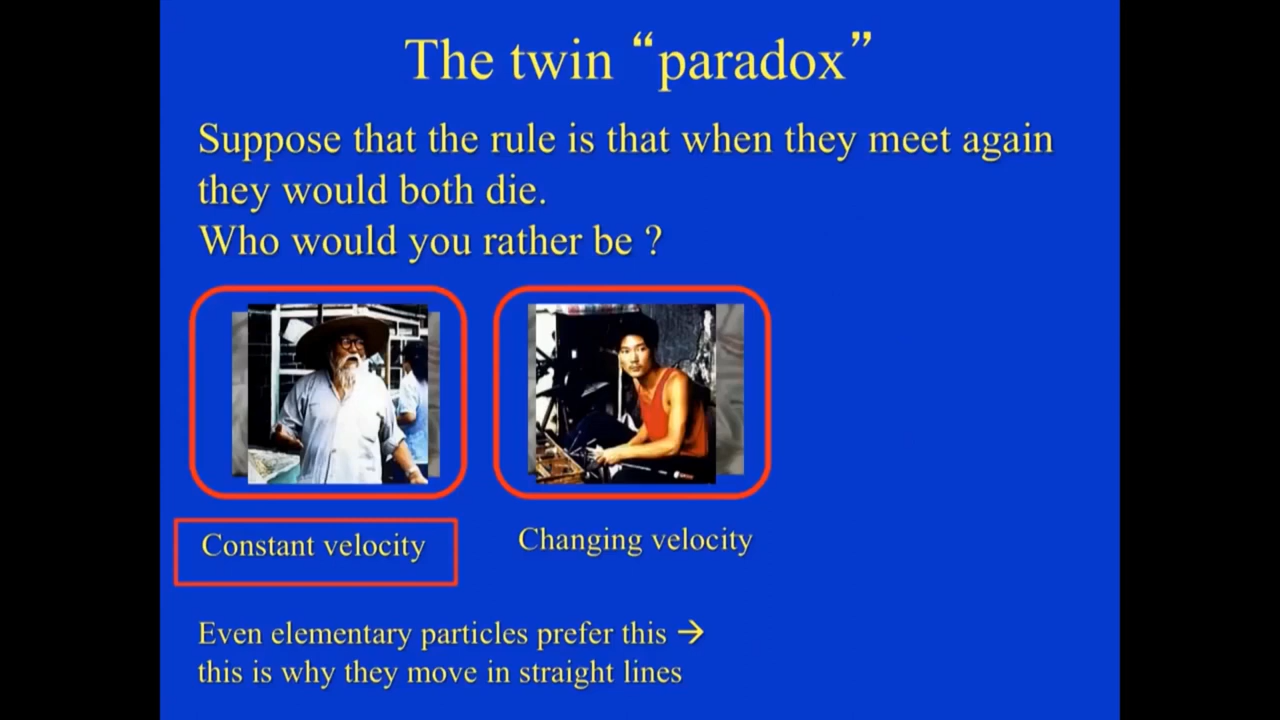 The twin “paradox”
Suppose that the rule is that when they meet again
they would both die.
Who would you rather be ?
Constant velocity
Changing velocity
Even elementary particles prefer this →
this is why they move in straight lines